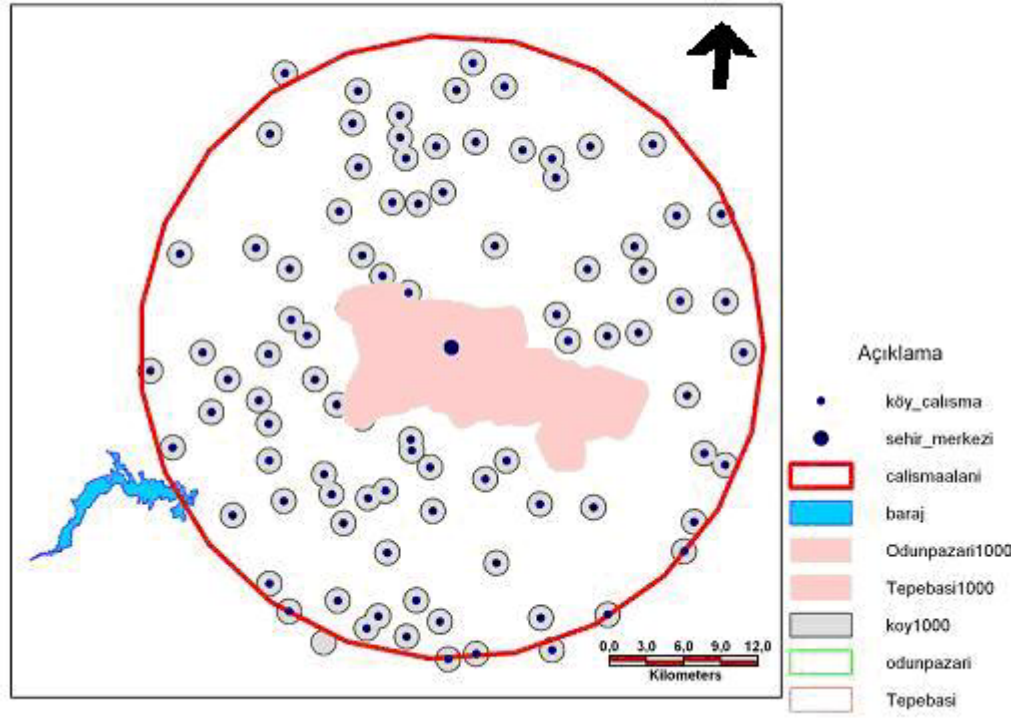 Açıklama
köy_calısma
sehir_merkezi
calismaalani
baraj
Odunpazari1000
Tepebasi1000
koy1000
odunpazari
Tepebasi
0,0 3,0 6,0 9,0 12,0
Kilometers